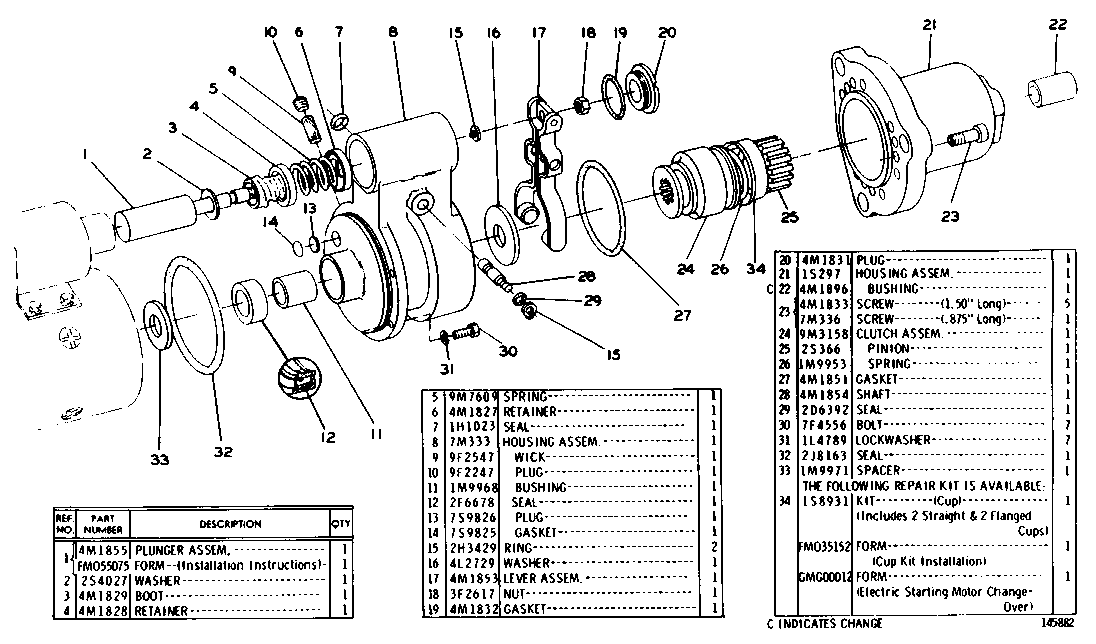 10 6 7 8 15 16 17 18 19 20 21 22
9
5
4
3
2
1
14 13
25 23
24 26 34
27
28
29
15
30
31
12 11
32
33
REF. NO. PART NUMBER DESCRIPTION QTY
1 4M1855 PLUNGER ASSEM. 1
FM055075 FORM--(Installation Instructions)- 1
2 2S4027 WASHER 1
3 4M1829 BOOT 1
4 4M1828 RETAINER 1
5 9M7609 SPRING 1
6 4M1827 RETAINER 1
7 1H1023 SEAL 1
8 7M333 HOUSING ASSEM. 1
9 9F2547 WICK 1
10 9F2247 PLUG 1
11 1M9968 BUSHING 1
12 2F6678 SEAL 1
13 7S9826 PLUG 1
14 7S9825 GASKET 1
15 2H3429 RING 2
16 4L2729 WASHER 1
17 4M1853 LEVER ASSEM. 1
18 3F2617 NUT 1
19 4M1832 GASKET 1
20 4M1831 PLUG 1
21 1S297 HOUSING ASSEM. 1
C 22 4M1896 BUSHING 1
23 4M1833 SCREW (1.50" Long) 5
7M336 SCREW (.875" Long) 1
24 9M3158 CLUTCH ASSEM. 1
25 2S366 PINION 1
26 1M9953 SPRING 1
27 4M1851 GASKET 1
28 4M1854 SHAFT 1
29 2D6392 SEAL 1
30 7F4556 BOLT 7
31 1L4789 LOCKWASHER 7
32 2J8163 SEAL 1
33 1M9971 SPACER 1
THE FOLLOWING REPAIR KIT IS AVAILABLE:
34 1S8931 KIT (Cup) 1
(Includes 2 Straight & 2 Flanged
Cups)
FM035152 FORM 1
(Cup Kit Installation)
GMG00012 FORM 1
(Electric Starting Motor Change-
Over)
C INDICATES CHANGE 145882